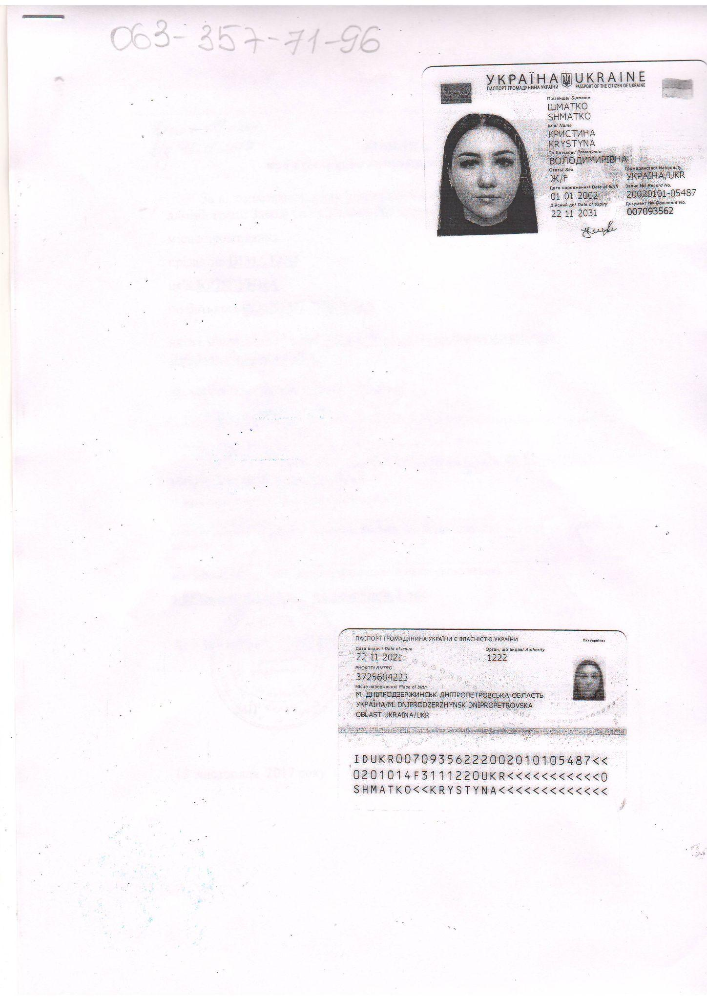 063-357-71-96
УКРАЇНА UKRAINE
ПАСПОРТ ГРОМАДЯНИНА УКРАЇНИ PASSPORT OF THE CITIZEN OF UKRAINE
Прізвище/ Surname
ШМАТКО
SHMATKO
Ім'я/ Name
КРИСТИНА
KRYSTYNA
По батькові/ Patronymic
ВОЛОДИМИРІВНА
Стать/ Sex Громадянство/ Nationality
Ж/F УКРАЇНА/UKR
Дата народження/ Date of birth Запис №/ Record No.
01 01 2002 20020101-05487
Дійсний до/ Date of expiry Документ №/ Document No.
22 11 2031 007093562
ПАСПОРТ ГРОМАДЯНИНА УКРАЇНИ Є ВЛАСНІСТЮ УКРАЇНИ ПК«Україна»
Дата видачі/ Date of issue Орган, що видав/ Authority
22 11 2021 1222
РНОКПП/ RNTRC
3725604223
Місце народження/ Place of birth
М. ДНІПРОДЗЕРЖИНСЬК ДНІПРОПЕТРОВСЬКА ОБЛАСТЬ
УКРАЇНА/M. DNIPRODZERZHYNSK DNIPROPETROVSKA
OBLAST UKRAINA/UKR
IDUKR0070935622220020101054​87<<
0201014F3111220UKR<<<<<<<<<<<0
SHMATKO<<KRYSTYNA<<<<<<<<<<<<<